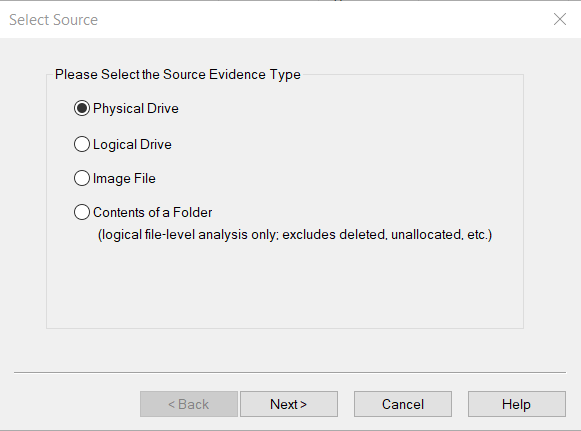 Select Source
Please Select the Source Evidence Type
Physical Drive
Logical Drive
Image File
Contents of a Folder
(logical file-level analysis only; excludes deleted, unallocated, etc.)
< Back
Next >
Cancel
Help